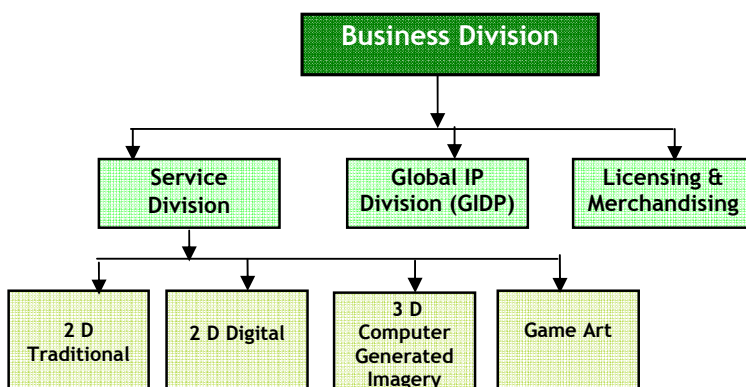 Business Division
Service
Division
Global IP
Division (GIDP)
Licensing &
Merchandising
2 D
Traditional
2 D Digital
3 D
Computer
Generated
Imagery
Game Art